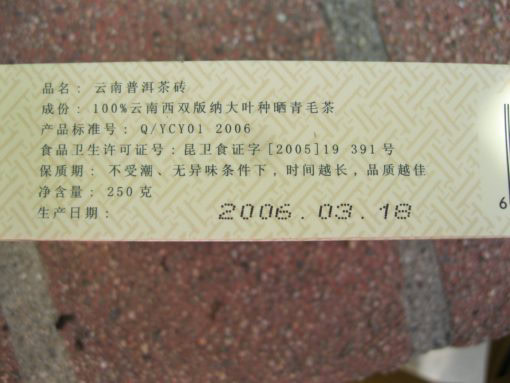 品名: 云南普洱茶砖
成份: 100%云南西双版纳大叶种晒青毛茶
产品标准号: Q/YCY01 2006
食品卫生许可证号: 昆卫食证字[2005]19 391号
保质期: 不受潮、无异味条件下,时间越长,品质越佳
净含量: 250克
生产日期: 2006.03.18
6